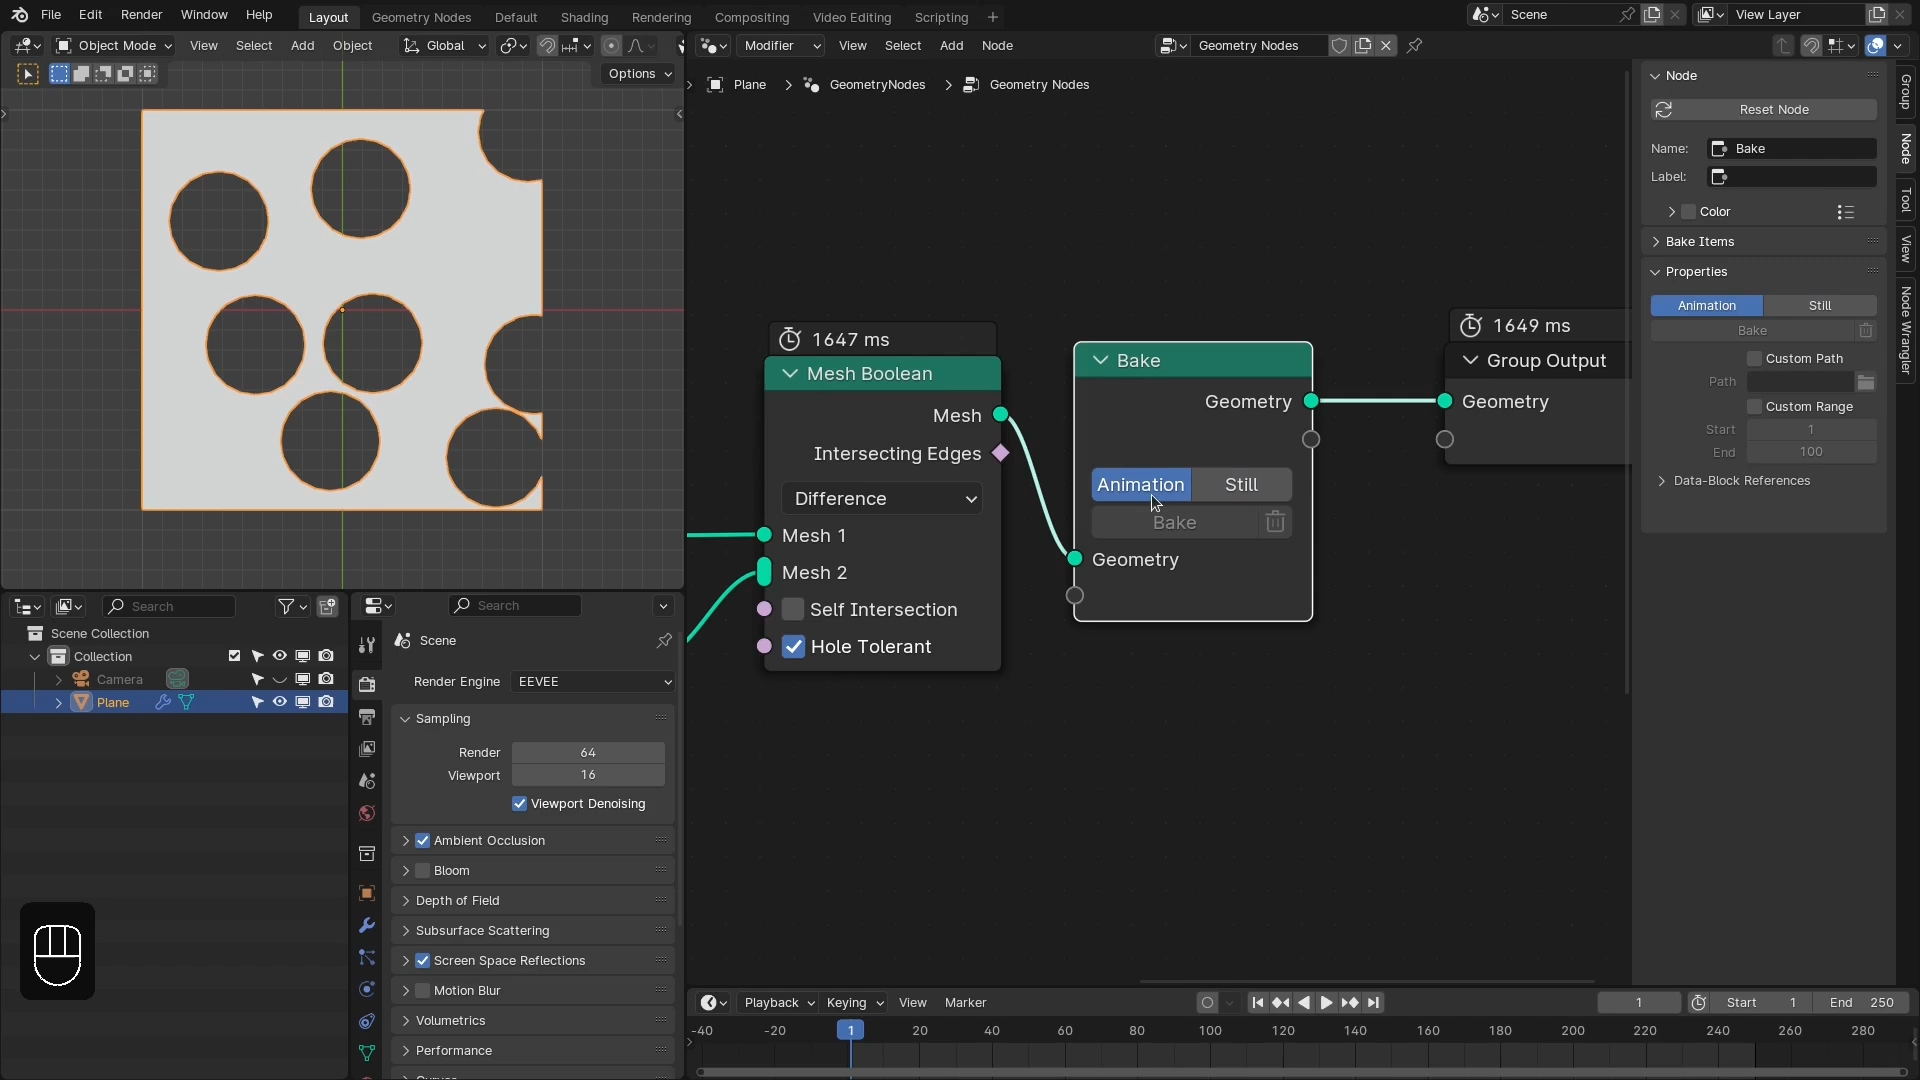 File Edit Render Window Help Layout Geometry Nodes Default Shading Rendering Compositing Video Editing Scripting + Scene View Layer
Object Mode View Select Add Object Global
Options
Modifier View Select Add Node Geometry Nodes
Plane GeometryNodes Geometry Nodes
1647 ms
Mesh Boolean
Mesh
Intersecting Edges
Difference
Mesh 1
Mesh 2
Self Intersection
Hole Tolerant
Bake
Geometry
Animation Still
Bake
Geometry
1649 ms
Group Output
Geometry
Node
Reset Node
Name: Bake
Label:
Color
Bake Items
Properties
Animation Still
Bake
Custom Path
Path
Custom Range
Start 1
End 100
Data-Block References
Group
Node
Tool
View
Node Wrangler
Search
Scene Collection
Collection
Camera
Plane
Search
Scene
Render Engine EEVEE
Sampling
Render 64
Viewport 16
Viewport Denoising
Ambient Occlusion
Bloom
Depth of Field
Subsurface Scattering
Screen Space Reflections
Motion Blur
Volumetrics
Performance
Playback Keying View Marker 1 Start 1 End 250
-40 -20 1 20 40 60 80 100 120 140 160 180 200 220 240 260 280